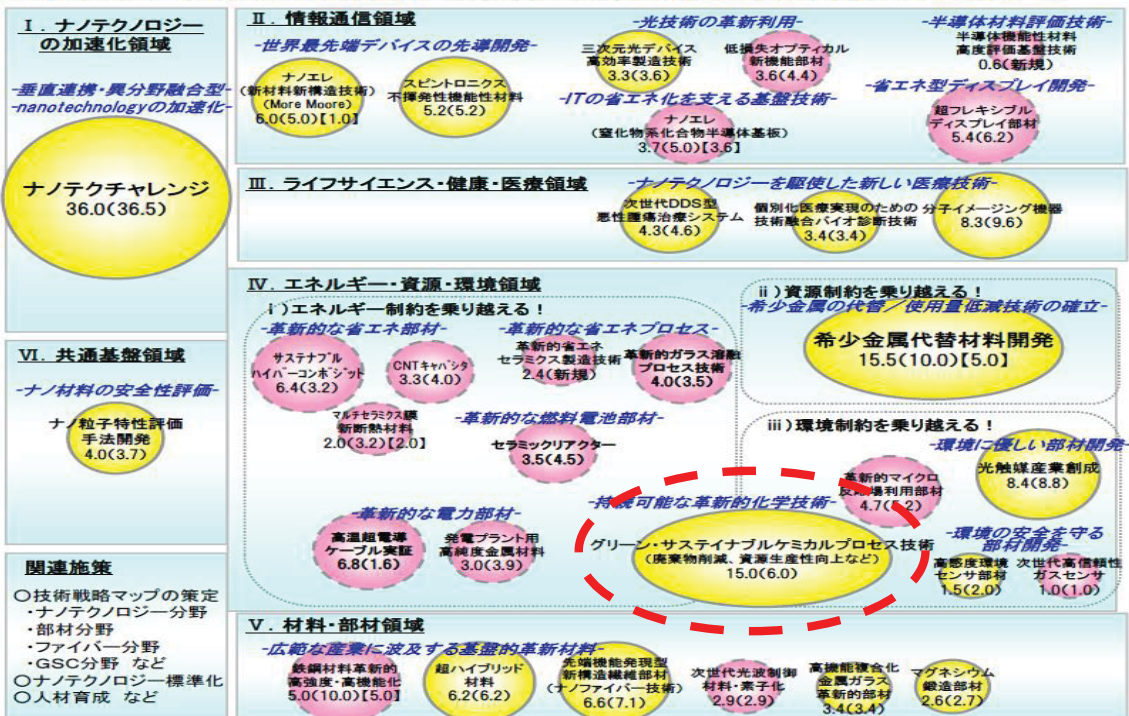 Ⅰ. ナノテクノロジー
の加速化領域
-垂直連携・異分野融合型-
-nanotechnologyの加速化-
ナノテクチャレンジ
36.0(36.5)
Ⅱ. 情報通信領域
-世界最先端デバイスの先導開発-
ナノエレ
(新材料新構造技術)
(More Moore)
6.0(5.0)【1.0】
スピントロニクス
不揮発性機能性材料
5.2(5.2)
-光技術の革新利用-
三次元光デバイス
高効率製造技術
3.3(3.6)
低損失オプティカル
新機能部材
3.6(4.4)
-ITの省エネ化を支える基盤技術-
ナノエレ
(窒化物系化合物半導体基板)
3.7(5.0)【3.6】
-半導体材料評価技術-
半導体機能性材料
高度評価基盤技術
0.6(新規)
-省エネ型ディスプレイ開発-
超フレキシブル
ディスプレイ部材
5.4(6.2)
Ⅲ. ライフサイエンス・健康・医療領域
-ナノテクノロジーを駆使した新しい医療技術-
次世代DDS型
悪性腫瘍治療システム
4.3(4.6)
個別化医療実現のための
技術融合バイオ診断技術
3.4(3.4)
分子イメージング機器
8.3(9.6)
Ⅳ. エネルギー・資源・環境領域
ⅰ)エネルギー制約を乗り越える!
-革新的な省エネ部材-
サステナブル
ハイパーコンポジット
6.4(3.2)
CNTキャパシタ
3.3(4.0)
マルチセラミクス膜
新断熱材料
2.0(3.2)【2.0】
-革新的な省エネプロセス-
革新的省エネ
セラミクス製造技術
2.4(新規)
革新的ガラス溶融
プロセス技術
4.0(3.5)
-革新的な燃料電池部材-
セラミックリアクター
3.5(4.5)
-革新的な電力部材-
高温超電導
ケーブル実証
6.8(1.6)
発電プラント用
高純度金属材料
3.0(3.9)
ⅱ)資源制約を乗り越える!
-希少金属の代替/使用量低減技術の確立-
希少金属代替材料開発
15.5(10.0)【5.0】
ⅲ)環境制約を乗り越える!
-環境に優しい部材開発-
光触媒産業創成
8.4(8.8)
革新的マイクロ
反応場利用部材
-持続可能な革新的化学技術-
グリーン・サステイナブルケミカルプロセス技術
(廃棄物削減、資源生産性向上など)
15.0(6.0)
-環境の安全を守る
部材開発-
高感度環境
センサ部材
1.5(2.0)
次世代高信頼性
ガスセンサ
1.0(1.0)
Ⅴ. 材料・部材領域
-広範な産業に波及する基盤的革新材料-
鉄鋼材料革新的
高強度・高機能化
5.0(10.0)【5.0】
超ハイブリッド
材料
6.2(6.2)
先端機能発現型
新構造繊維部材
(ナノファイバー技術)
6.6(7.1)
次世代光波制御
材料・素子化
2.9(2.9)
高機能複合化
金属ガラス
革新的部材
3.4(3.4)
マグネシウム
鍛造部材
2.6(2.7)
Ⅵ. 共通基盤領域
-ナノ材料の安全性評価-
ナノ粒子特性評価
手法開発
4.0(3.7)
関連施策
○技術戦略マップの策定
・ナノテクノロジー分野
・部材分野
・ファイバー分野
・GSC分野 など
○ナノテクノロジー標準化
○人材育成 など